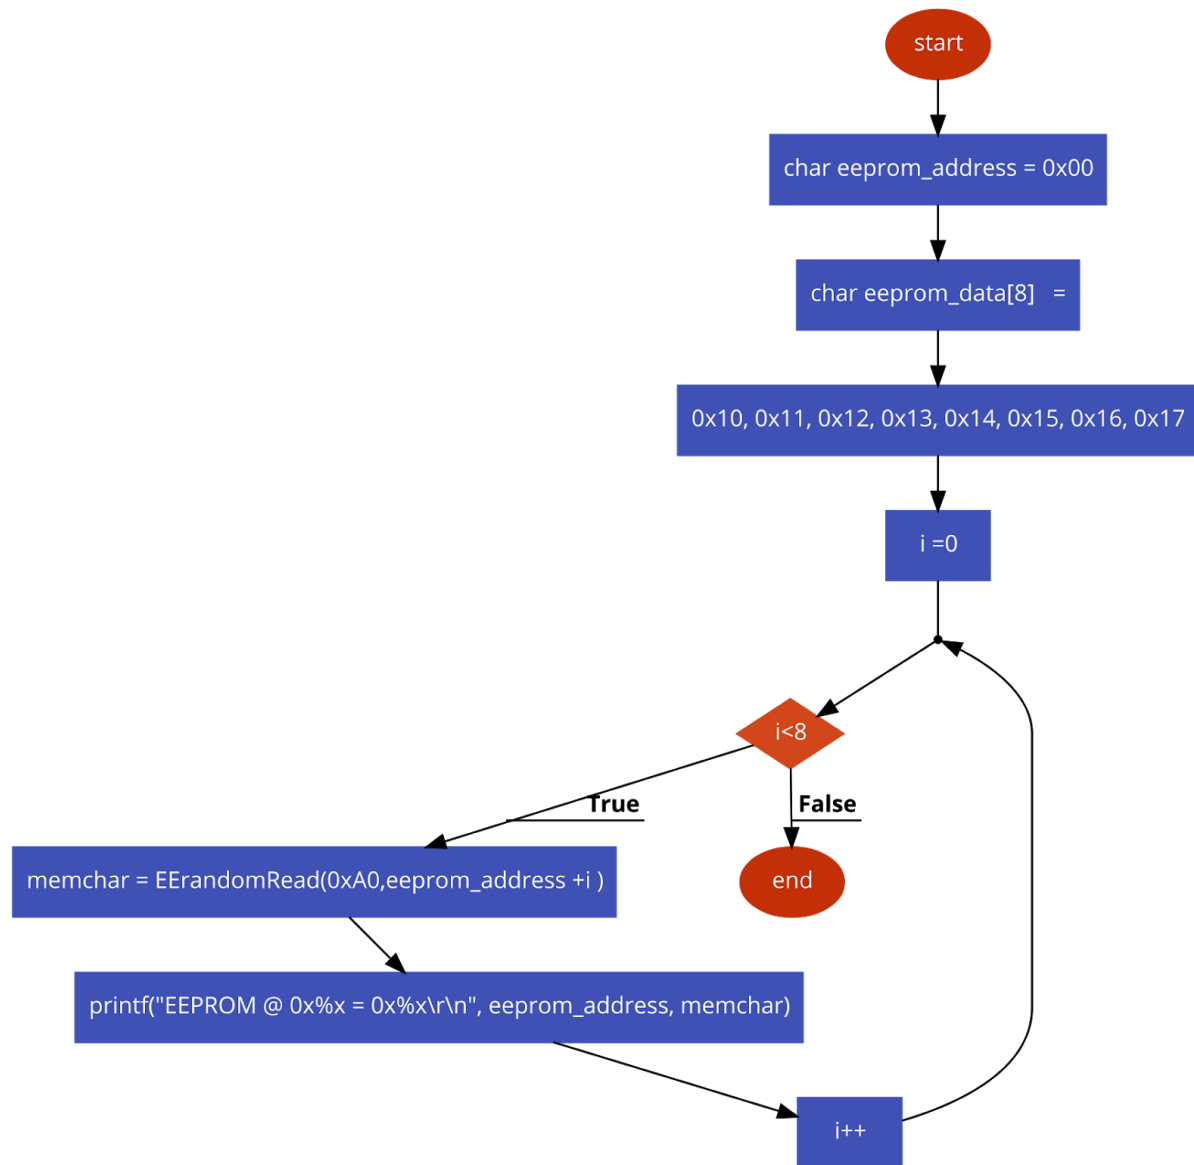 start
char eeprom_address = 0x00
char eeprom_data[8]   =
0x10, 0x11, 0x12, 0x13, 0x14, 0x15, 0x16, 0x17
i =0
i<8
True
False
memchar = EErandomRead(0xA0,eeprom_address +i )
end
printf("EEPROM @ 0x%x = 0x%x\r\n", eeprom_address, memchar)
i++